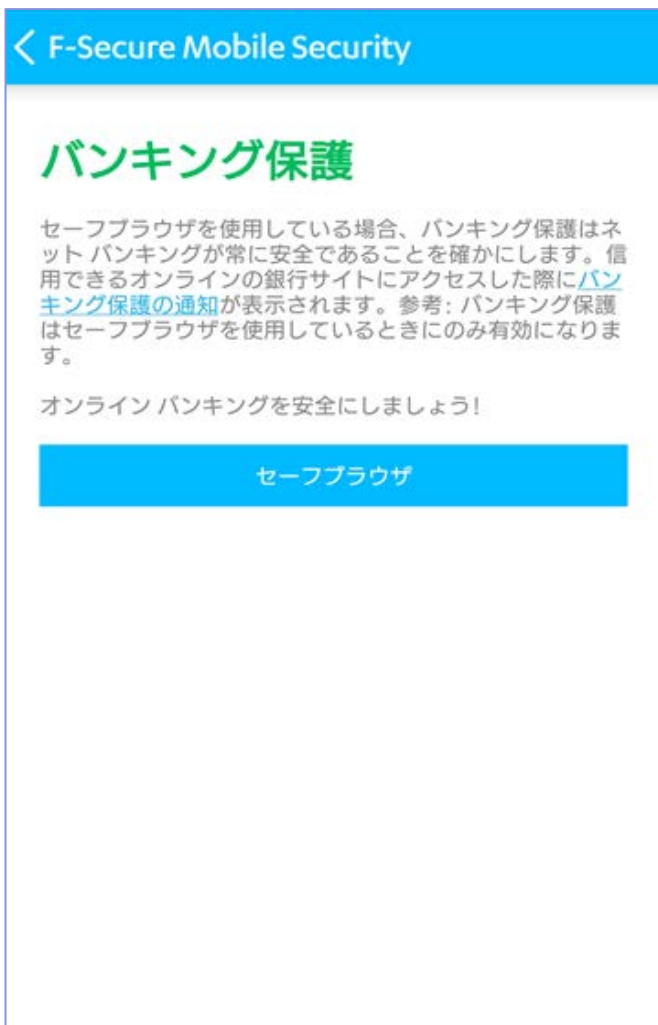 F-Secure Mobile Security
バンキング保護
セーフブラウザを使用している場合、バンキング保護はネ
ット バンキングが常に安全であることを確かにします。信
用できるオンラインの銀行サイトにアクセスした際にバン
キング保護の通知が表示されます。参考: バンキング保護
はセーフブラウザを使用しているときにのみ有効になりま
す。
オンライン バンキングを安全にしましょう!
セーフブラウザ